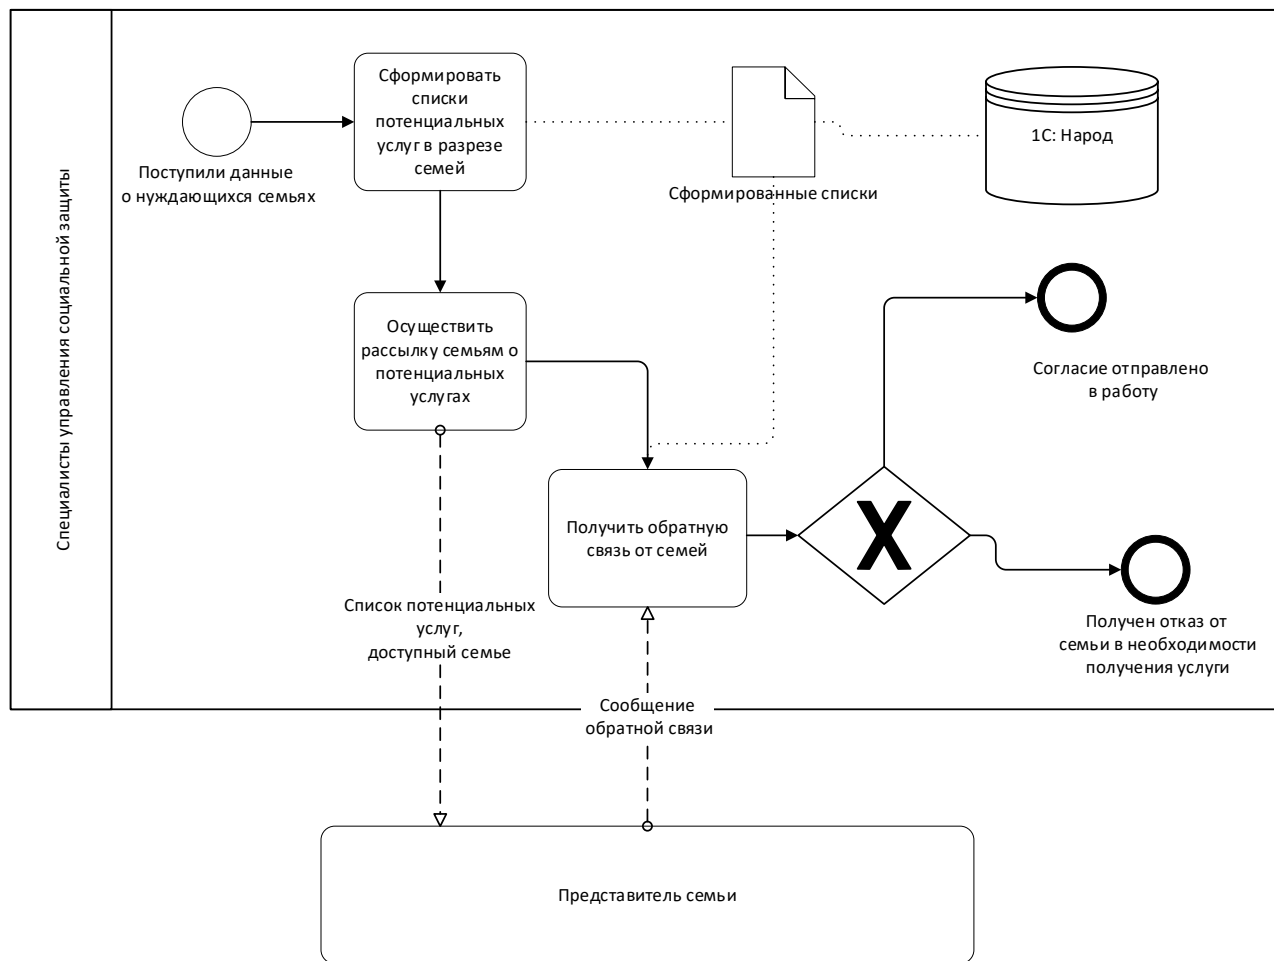 Специалисты управления социальной защиты
Поступили данные
о нуждающихся семьях
Сформировать
списки
потенциальных
услуг в разрезе
семей
Сформированные списки
1С: Народ
Осуществить
рассылку семьям о
потенциальных
услугах
Согласие отправлено
в работу
Получить обратную
связь от семей
X
Получен отказ от
семьи в необходимости
получения услуги
Список потенциальных
услуг,
доступный семье
Сообщение
обратной связи
Представитель семьи